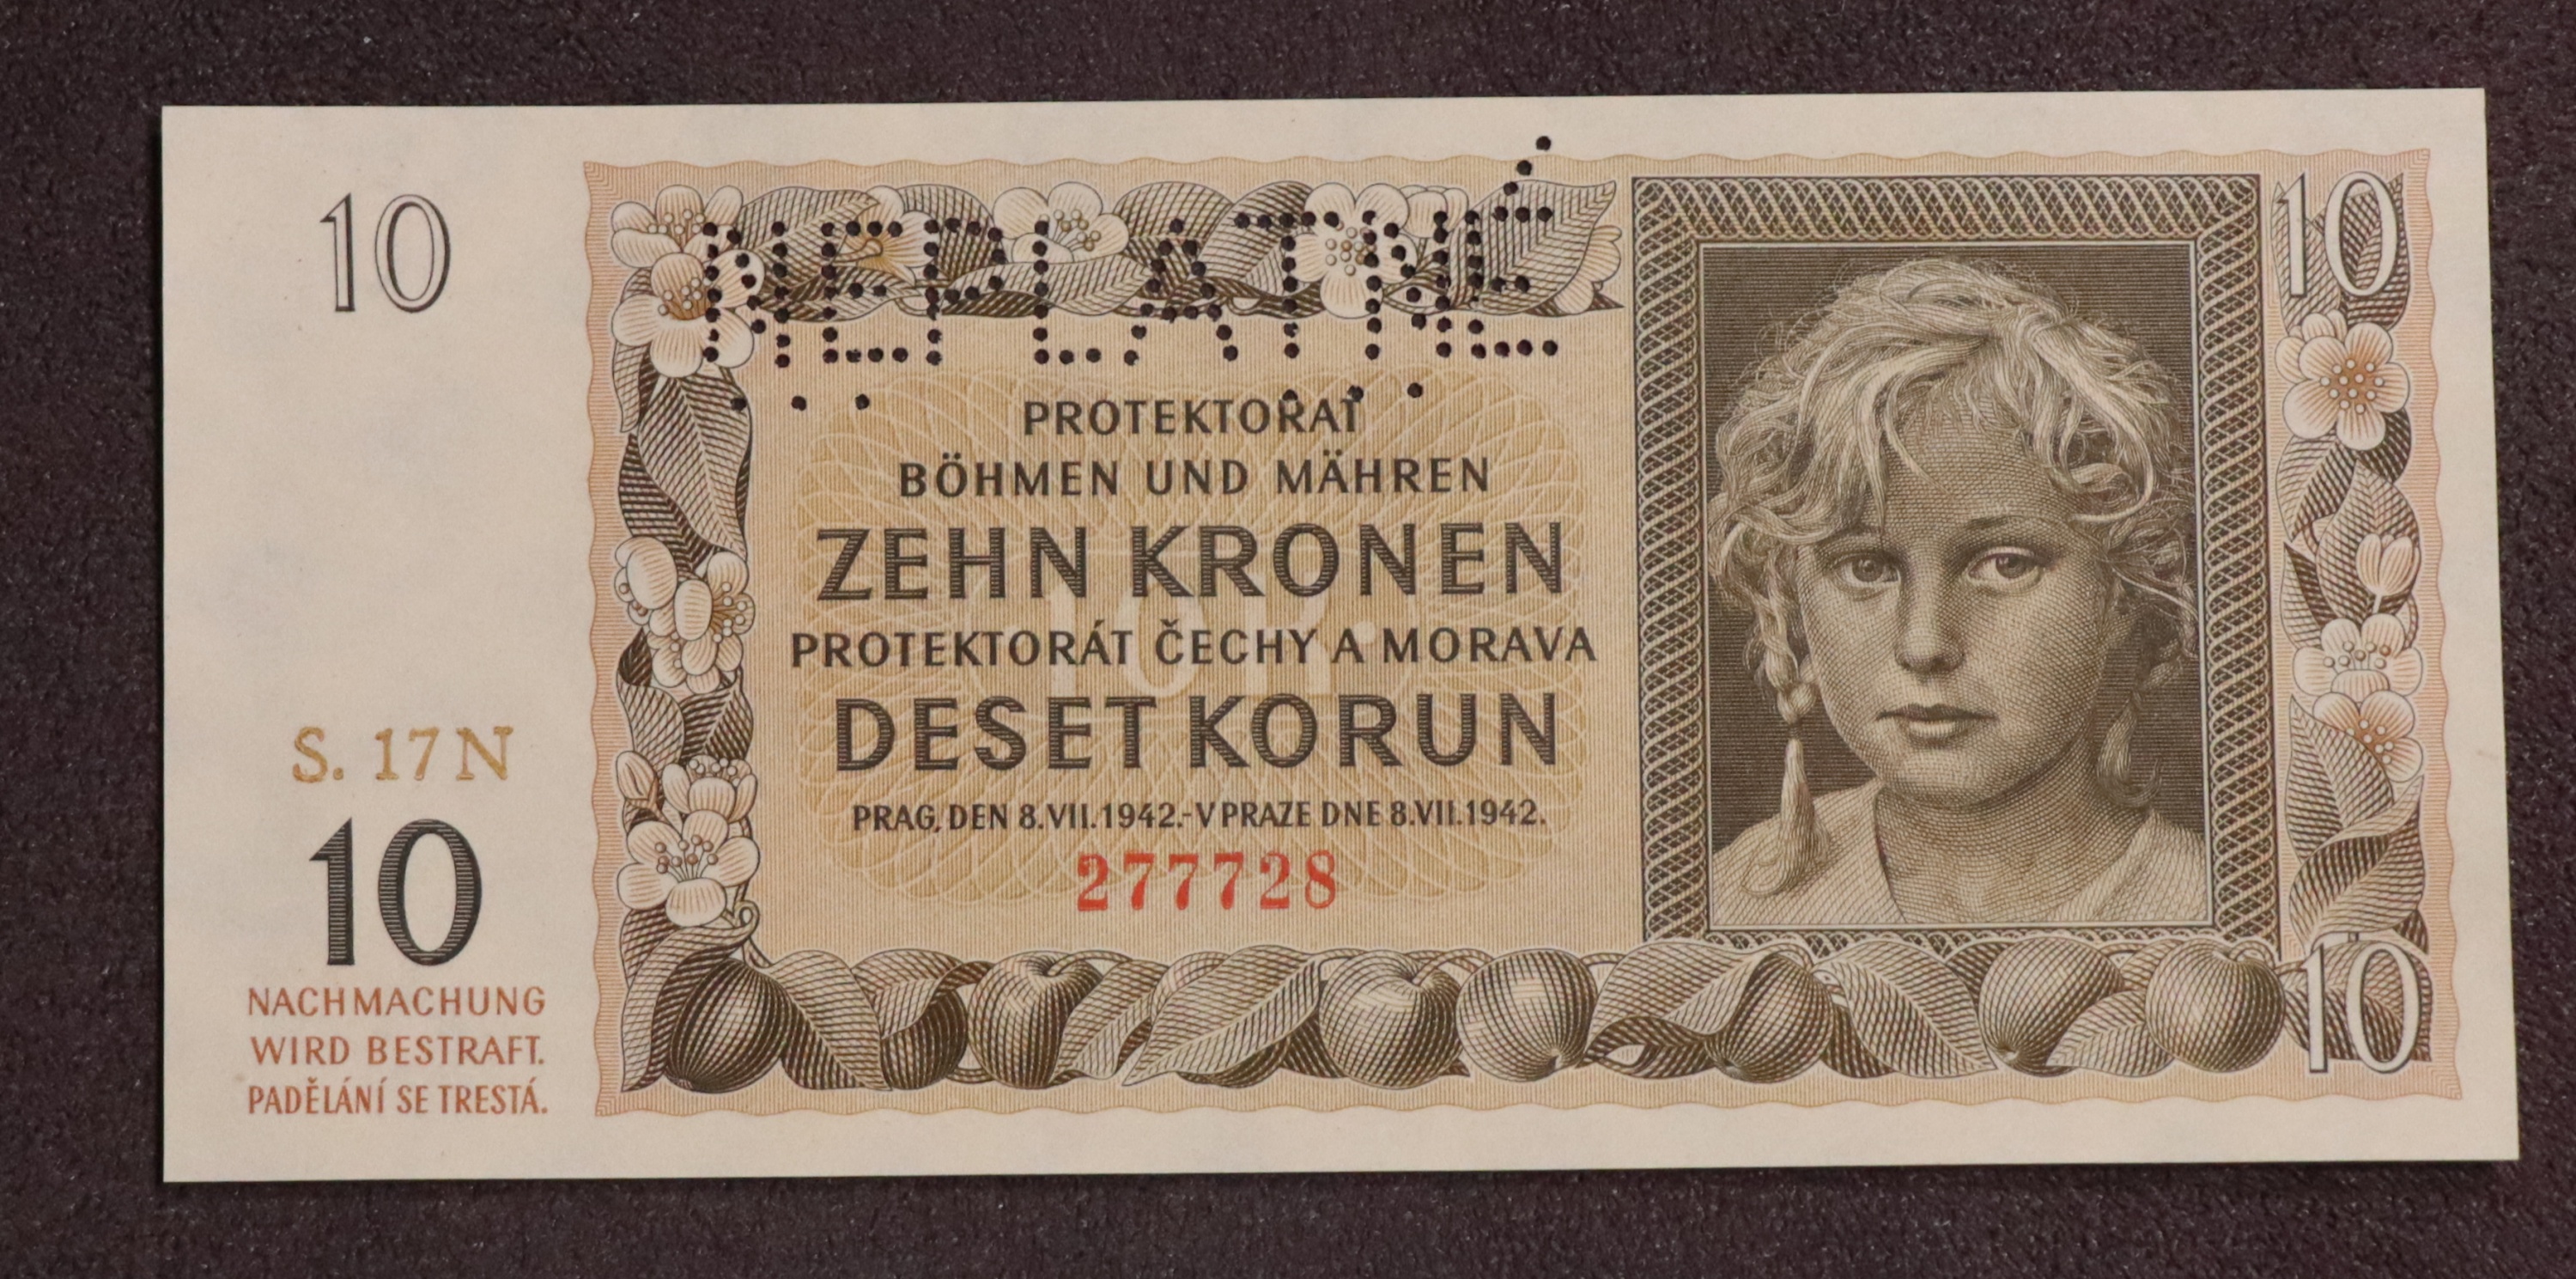 10
NEPLATNÉ
10
PROTEKTORAT
BÖHMEN UND MÄHREN
ZEHN KRONEN
10K.
PROTEKTORÁT ČECHY A MORAVA
DESET KORUN
PRAG, DEN 8.VII.1942.-V PRAZE DNE 8.VII.1942.
277728
S. 17 N
10
NACHMACHUNG
WIRD BESTRAFT.
PADĚLÁNÍ SE TRESTÁ.
10